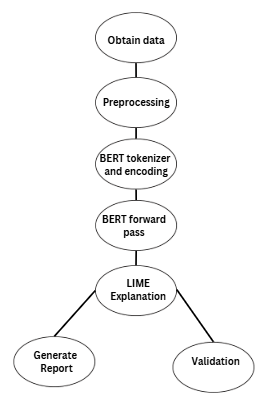 Obtain data
Preprocessing
BERT tokenizer
and encoding
BERT forward
pass
LIME
Explanation
Generate
Report
Validation